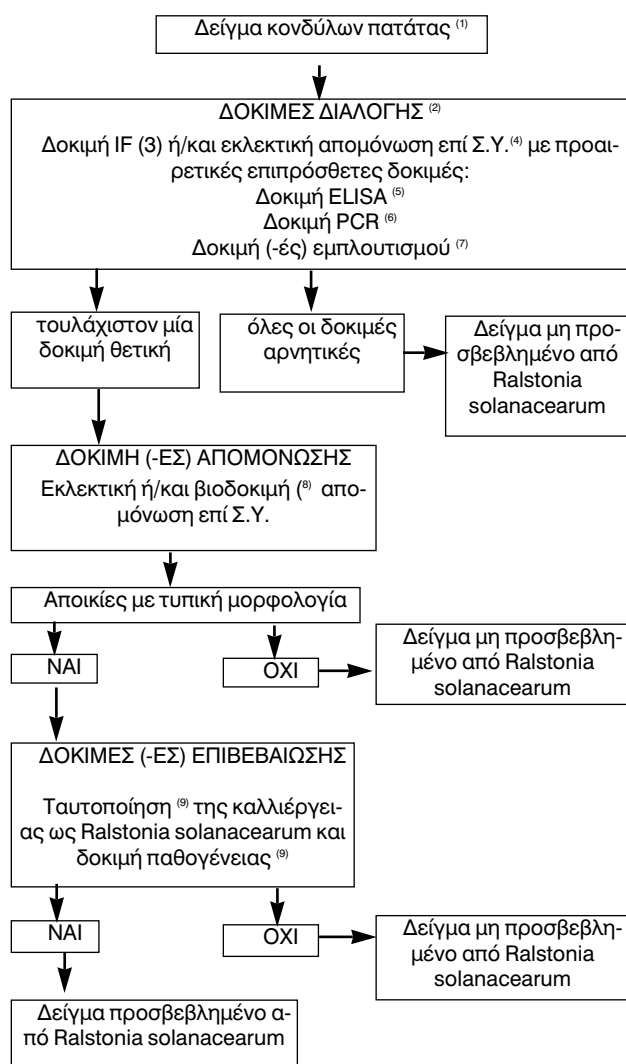 Δείγμα κονδύλων πατάτας (1)
ΔΟΚΙΜΕΣ ΔΙΑΛΟΓΗΣ (2)
Δοκιμή IF (3) ή/και εκλεκτική απομόνωση επί Σ.Υ.(4) με προαι-
ρετικές επιπρόσθετες δοκιμές:
Δοκιμή ELISA (5)
Δοκιμή PCR (6)
Δοκιμή (-ές) εμπλουτισμού (7)
τουλάχιστον μία
δοκιμή θετική
όλες οι δοκιμές
αρνητικές
Δείγμα μη προ-
σβεβλημένο από
Ralstonia
solanacearum
ΔΟΚΙΜΗ (-ΕΣ) ΑΠΟΜΟΝΩΣΗΣ
Εκλεκτική ή/και βιοδοκιμή (8) απο-
μόνωση επί Σ.Υ.
Αποικίες με τυπική μορφολογία
ΝΑΙ
ΟΧΙ
Δείγμα μη προσβεβλη-
μένο από Ralstonia
solanacearum
ΔΟΚΙΜΕΣ (-ΕΣ) ΕΠΙΒΕΒΑΙΩΣΗΣ
Ταυτοποίηση (9) της καλλιέργει-
ας ως Ralstonia solanacearum και
δοκιμή παθογένειας (9)
ΝΑΙ
ΟΧΙ
Δείγμα μη προσβεβλη-
μένο από Ralstonia
solanacearum
Δείγμα προσβεβλημένο α-
πό Ralstonia solanacearum